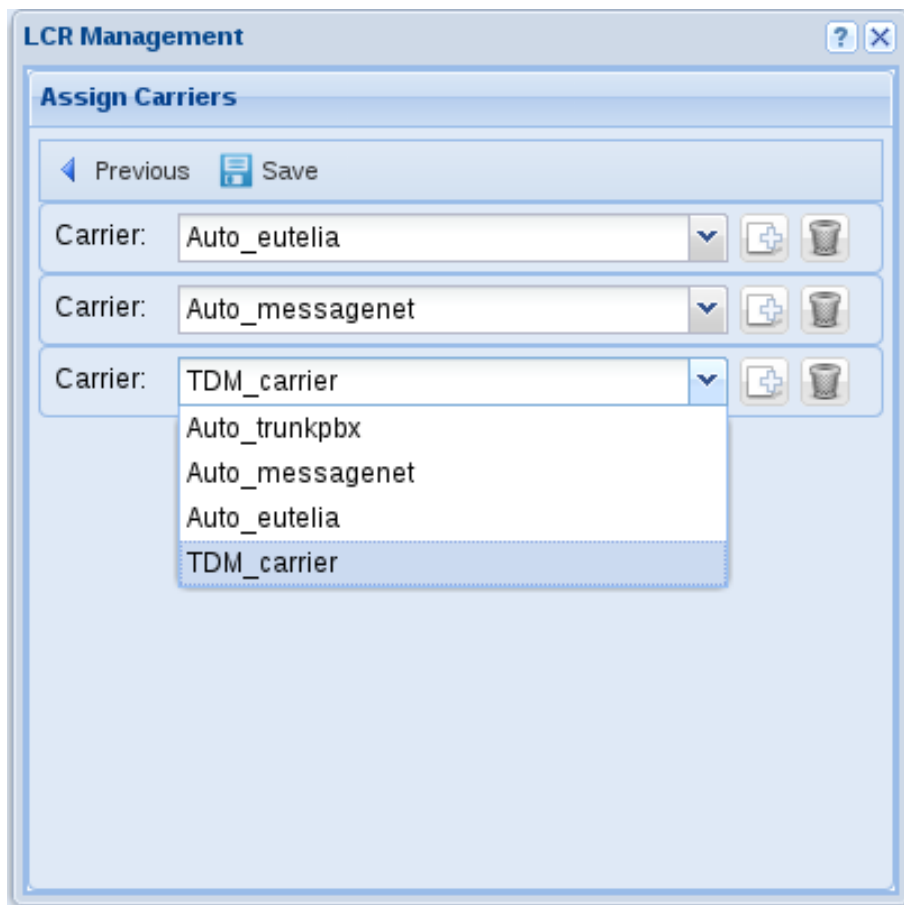 LCR Management
Assign Carriers
Previous Save
Carrier: Auto_eutelia
Carrier: Auto_messagenet
Carrier: TDM_carrier
Auto_trunkpbx
Auto_messagenet
Auto_eutelia
TDM_carrier